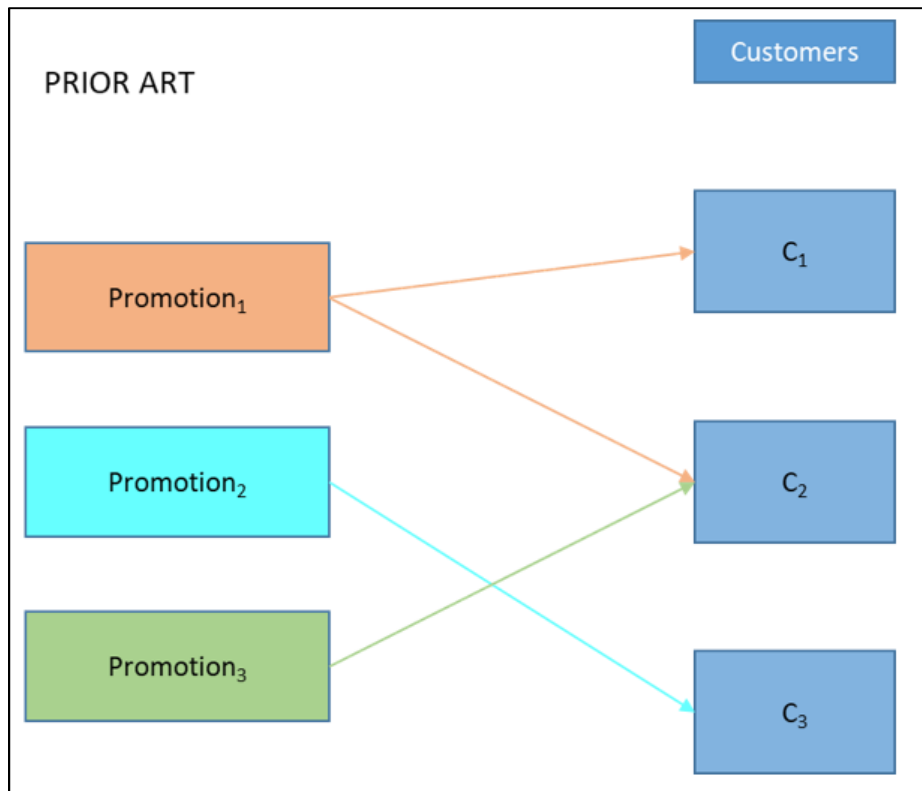 Customers
PRIOR ART
C₁
Promotion₁
C₂
Promotion₂
Promotion₃
C₃